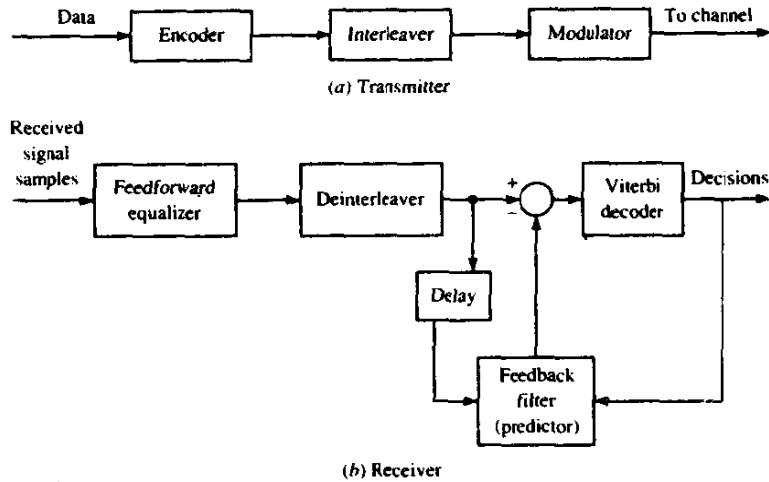 Data
Encoder
Interleaver
Modulator
To channel
(a) Transmitter
Received
signal
samples
Feedforward
equalizer
Deinterleaver
+
−
Viterbi
decoder
Decisions
Delay
Feedback
filter
(predictor)
(b) Receiver